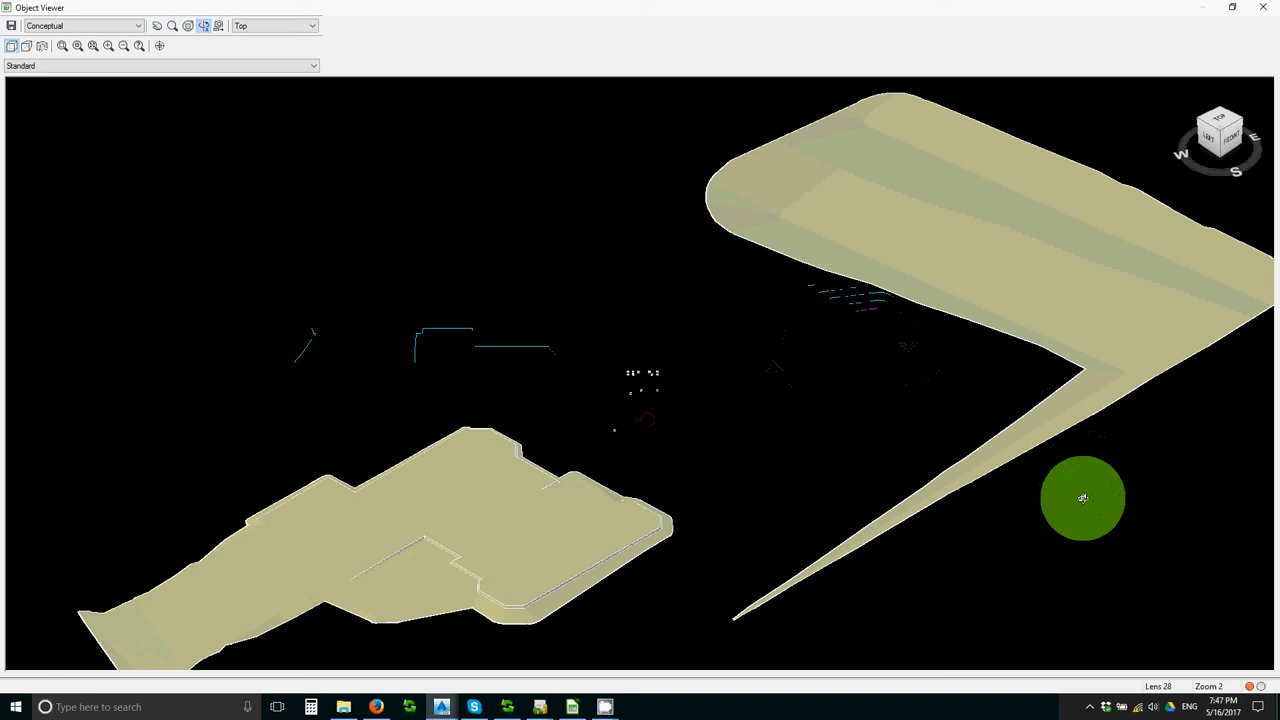 Object Viewer
Conceptual
Top
Standard
TOP
LEFT
FRONT
W
E
S
Lens 28
Zoom 2
Type here to search
ENG
7:47 PM
5/16/2017